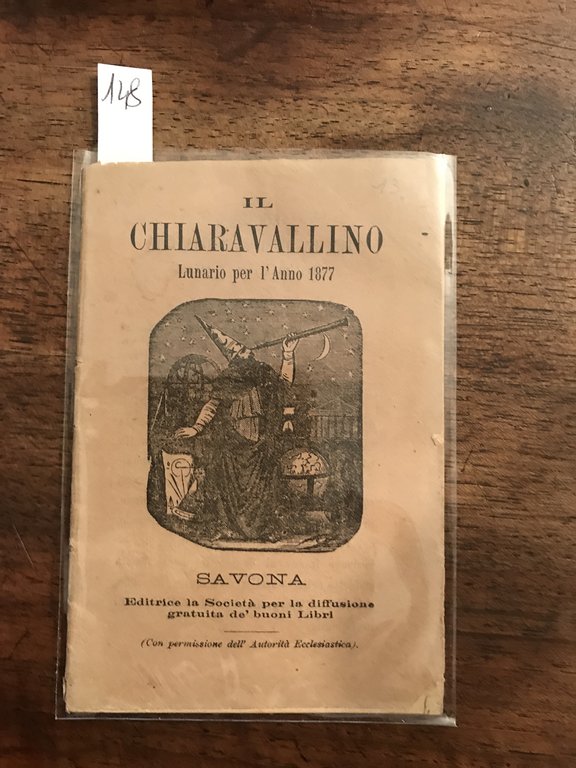 148
13
IL
CHIARAVALLINO
Lunario per l'Anno 1877
SAVONA
Editrice la Società per la diffusione
gratuita de' buoni Libri
(Con permissione dell' Autorità Ecclesiastica).